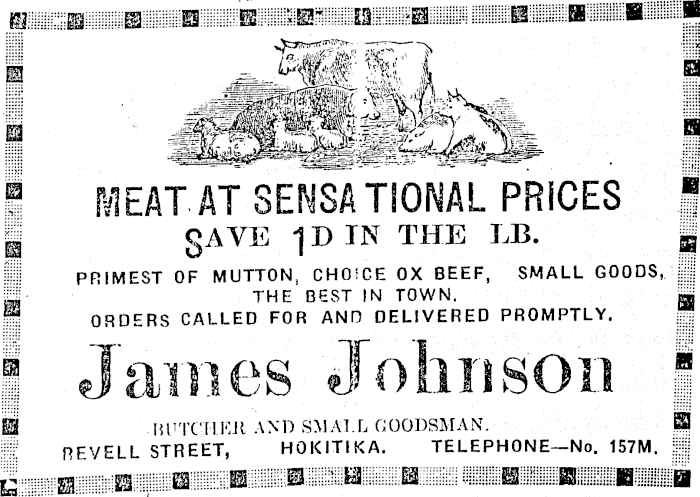 MEAT AT SENSATIONAL PRICES
SAVE 1D IN THE LB.
PRIMEST OF MUTTON, CHOICE OX BEEF, SMALL GOODS,
THE BEST IN TOWN.
ORDERS CALLED FOR AND DELIVERED PROMPTLY.
James Johnson
BUTCHER AND SMALL GOODSMAN.
REVELL STREET, HOKITIKA. TELEPHONE—No. 157M.